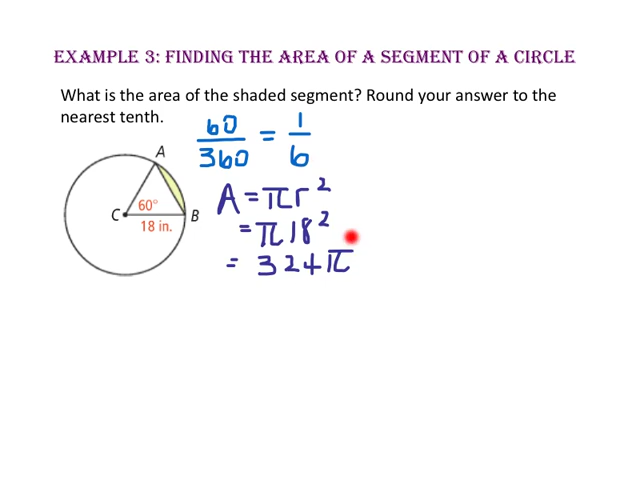 EXAMPLE 3: FINDING THE AREA OF A SEGMENT OF A CIRCLE
What is the area of the shaded segment? Round your answer to the
nearest tenth.
60/360 = 1/6
A
C
60°
B
18 in.
A = πr²
= π18²
= 324π